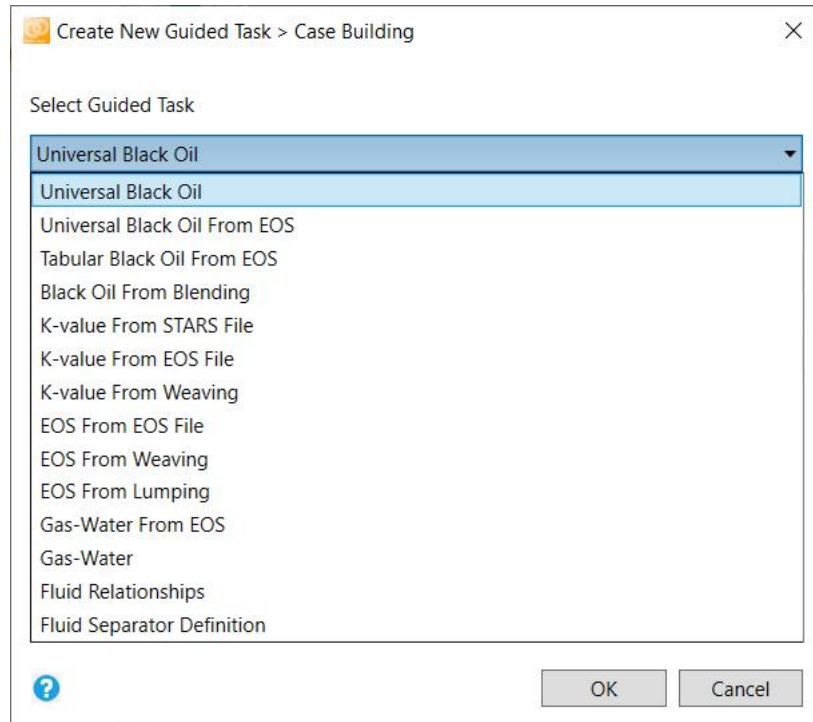 Create New Guided Task > Case Building
Select Guided Task
Universal Black Oil
Universal Black Oil
Universal Black Oil From EOS
Tabular Black Oil From EOS
Black Oil From Blending
K-value From STARS File
K-value From EOS File
K-value From Weaving
EOS From EOS File
EOS From Weaving
EOS From Lumping
Gas-Water From EOS
Gas-Water
Fluid Relationships
Fluid Separator Definition
?
OK Cancel